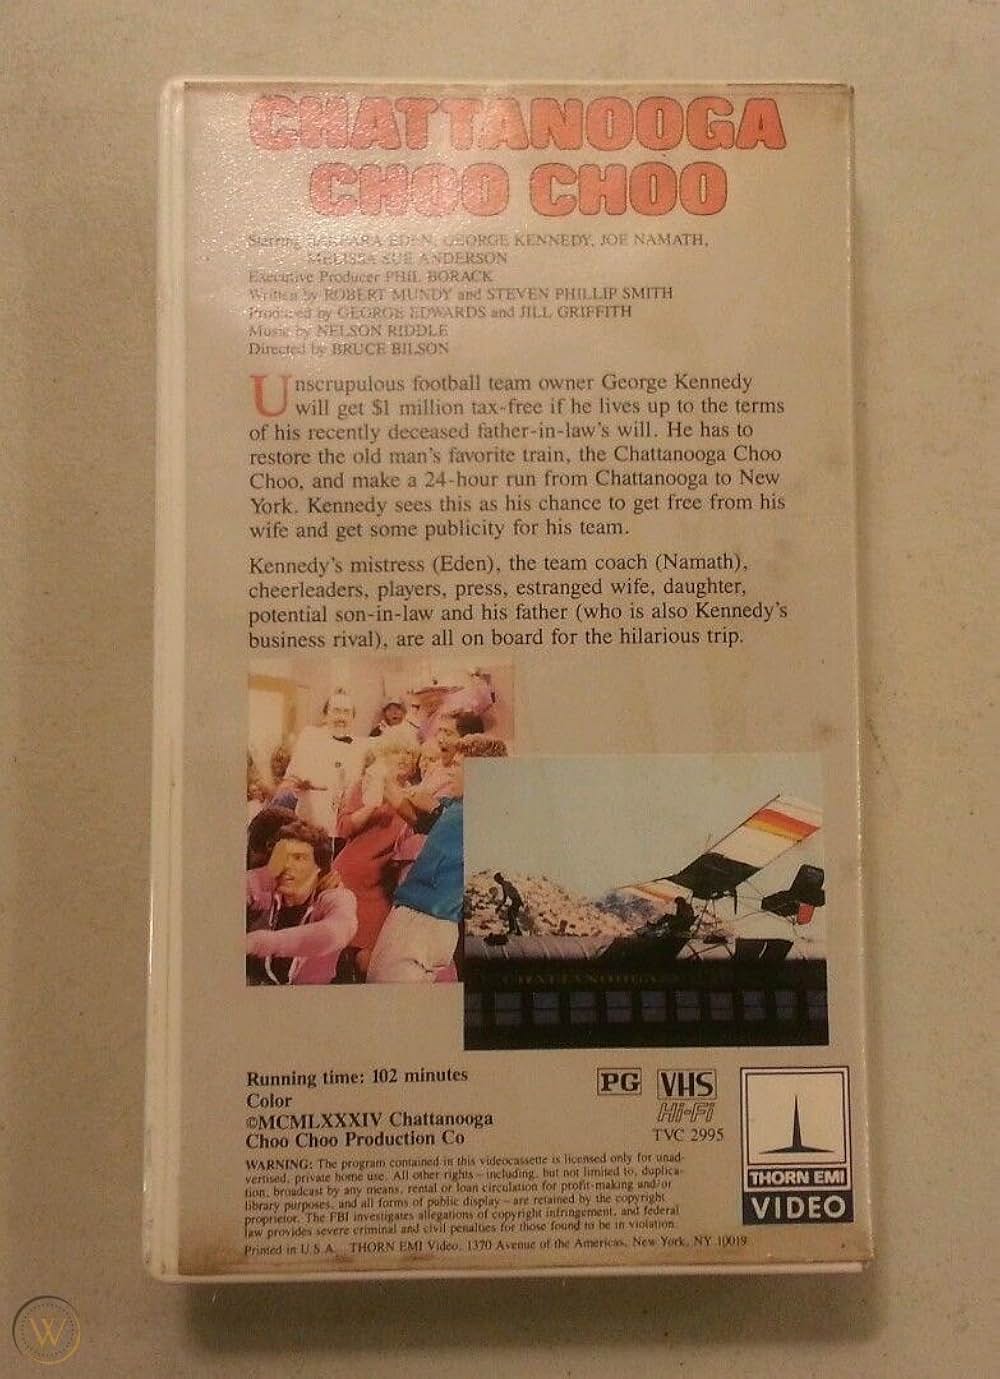 CHATTANOOGA
CHOO CHOO
Starring BARBARA EDEN, GEORGE KENNEDY, JOE NAMATH,
MELISSA SUE ANDERSON
Executive Producer PHIL BORACK
Written by ROBERT MUNDY and STEVEN PHILLIP SMITH
Produced by GEORGE EDWARDS and JILL GRIFFITH
Music by NELSON RIDDLE
Directed by BRUCE BILSON
Unscrupulous football team owner George Kennedy
will get $1 million tax-free if he lives up to the terms
of his recently deceased father-in-law's will. He has to
restore the old man's favorite train, the Chattanooga Choo
Choo, and make a 24-hour run from Chattanooga to New
York. Kennedy sees this as his chance to get free from his
wife and get some publicity for his team.
Kennedy's mistress (Eden), the team coach (Namath),
cheerleaders, players, press, estranged wife, daughter,
potential son-in-law and his father (who is also Kennedy's
business rival), are all on board for the hilarious trip.
CHATTANOOGA
Running time: 102 minutes
Color
©MCMLXXXIV Chattanooga
Choo Choo Production Co
PG VHS
Hi-Fi
TVC 2995
THORN EMI
VIDEO
WARNING: The program contained in this videocassette is licensed only for unad-
vertised, private home use. All other rights—including, but not limited to, duplica-
tion, broadcast by any means, rental or loan circulation for profit-making and/or
library purposes, and all forms of public display—are retained by the copyright
proprietor. The FBI investigates allegations of copyright infringement, and federal
law provides severe criminal and civil penalties for those found to be in violation.
Printed in U.S.A. THORN EMI Video, 1370 Avenue of the Americas, New York, NY 10019
W